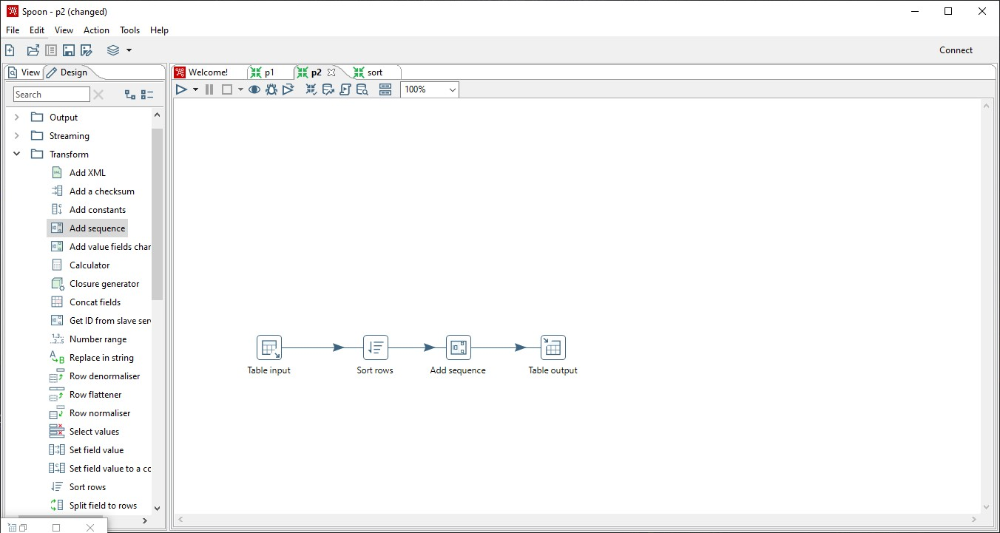 Spoon - p2 (changed)
File Edit View Action Tools Help
Connect
View Design
Welcome! p1 p2 sort
Search
100%
Output
Streaming
Transform
Add XML
Add a checksum
Add constants
Add sequence
Add value fields char
Calculator
Closure generator
Concat fields
Get ID from slave ser
Number range
Replace in string
Row denormaliser
Row flattener
Row normaliser
Select values
Set field value
Set field value to a co
Sort rows
Split field to rows
Table input
Sort rows
Add sequence
Table output